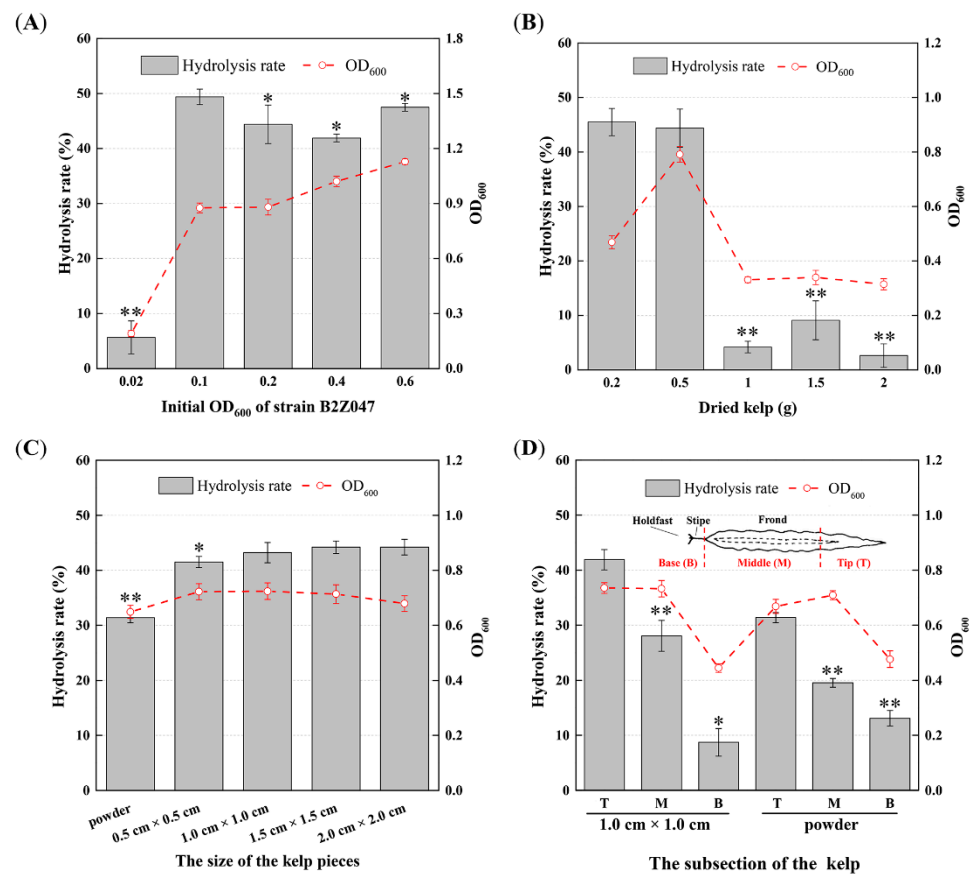 (A)
Hydrolysis rate OD600
Hydrolysis rate (%)
60
50
40
30
20
10
0
1.8
1.5
1.2
0.9
0.6
0.3
0.0
OD600
** * * *
0.02 0.1 0.2 0.4 0.6
Initial OD600 of strain B2Z047
(B)
Hydrolysis rate OD600
Hydrolysis rate (%)
60
50
40
30
20
10
0
1.2
1.0
0.8
0.6
0.4
0.2
0.0
OD600
** ** **
0.2 0.5 1 1.5 2
Dried kelp (g)
(C)
Hydrolysis rate OD600
Hydrolysis rate (%)
60
50
40
30
20
10
0
1.2
1.0
0.8
0.6
0.4
0.2
0.0
OD600
** *
powder 0.5 cm × 0.5 cm 1.0 cm × 1.0 cm 1.5 cm × 1.5 cm 2.0 cm × 2.0 cm
The size of the kelp pieces
(D)
Hydrolysis rate OD600
Holdfast Stipe Frond
Base (B) Middle (M) Tip (T)
Hydrolysis rate (%)
60
50
40
30
20
10
0
1.2
1.0
0.8
0.6
0.4
0.2
0.0
OD600
** * ** **
T M B T M B
1.0 cm × 1.0 cm powder
The subsection of the kelp